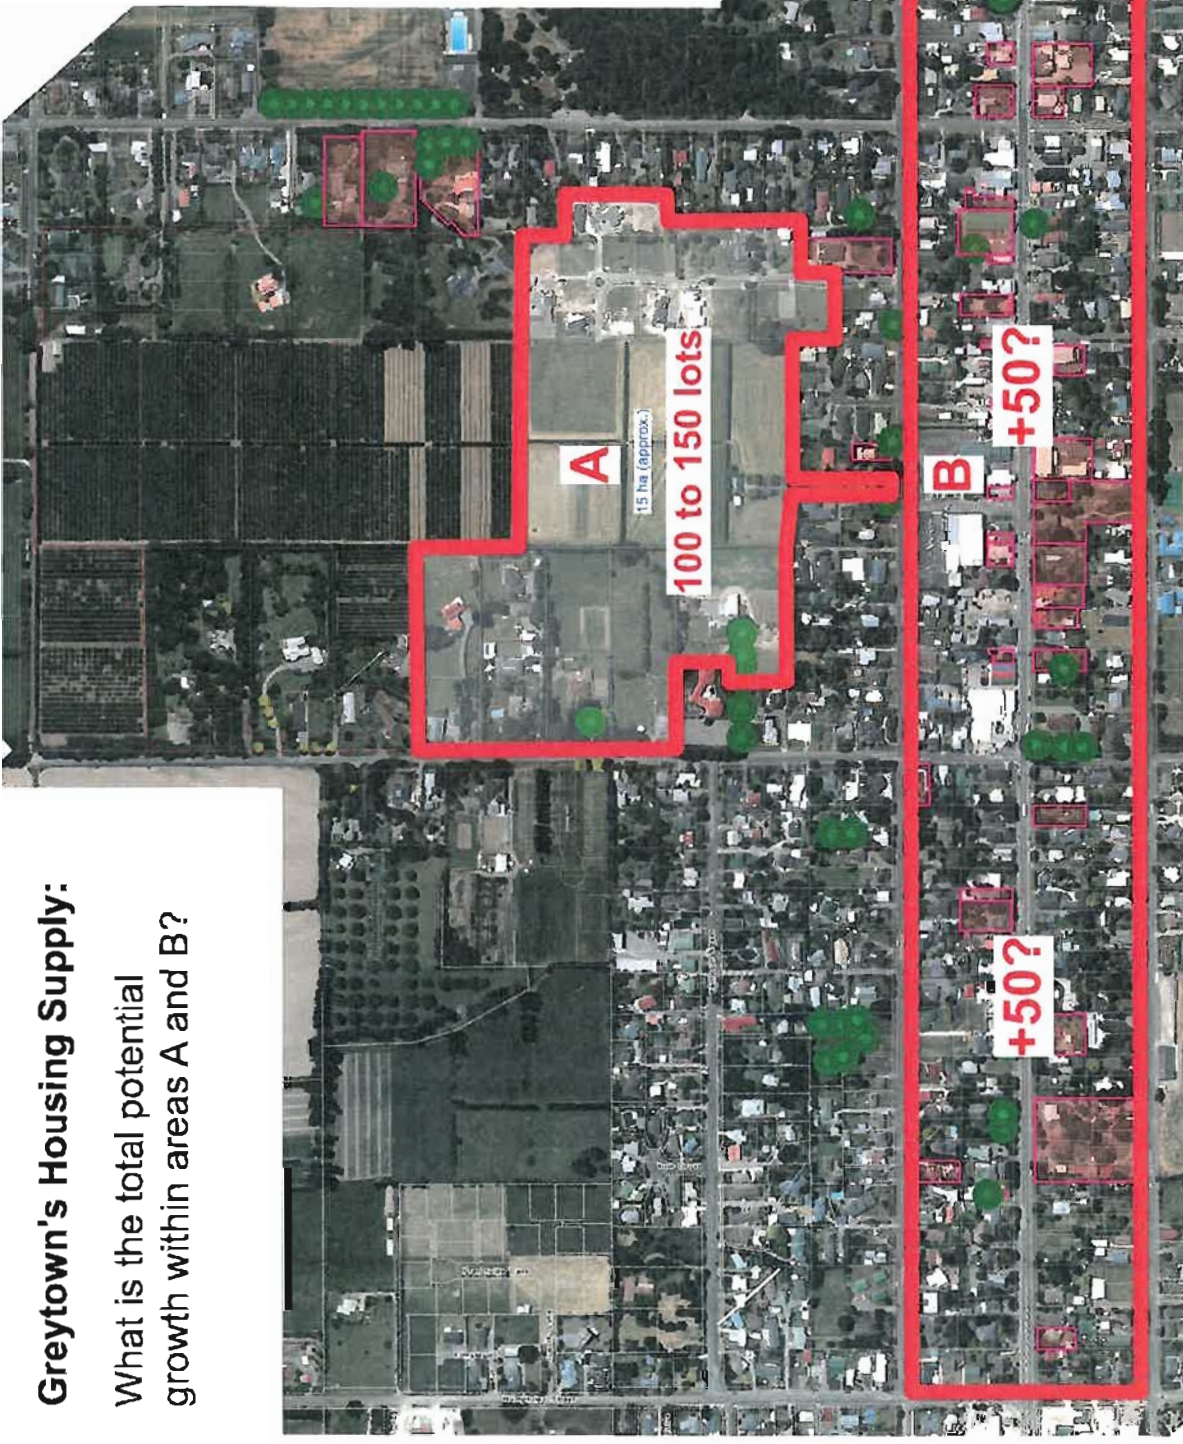 Greytown's Housing Supply:
What is the total potential
growth within areas A and B?
A
15 ha (approx.)
100 to 150 lots
B
+50?
+50?